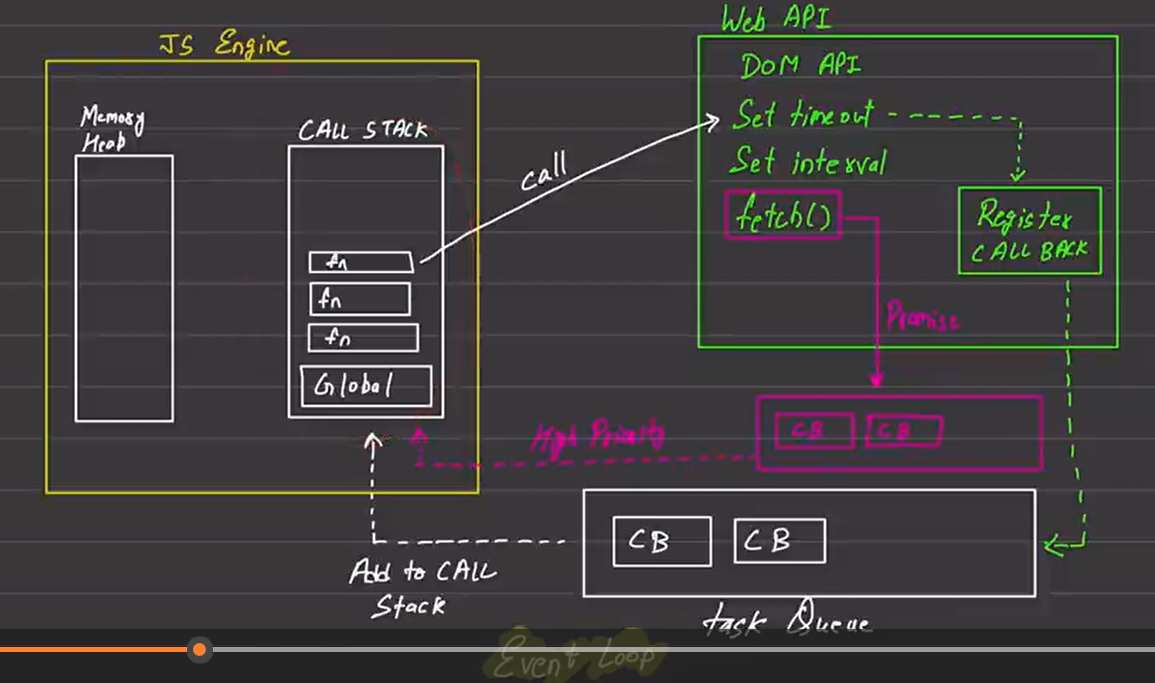 Web API
JS Engine
DOM API
Memory
Heap
CALL STACK
Set timeout
call
Set interval
fetch()
Register
CALL BACK
fn
fn
fn
Promise
Global
High Priority
CB
CB
CB
CB
Add to CALL
Stack
task Queue
Event Loop